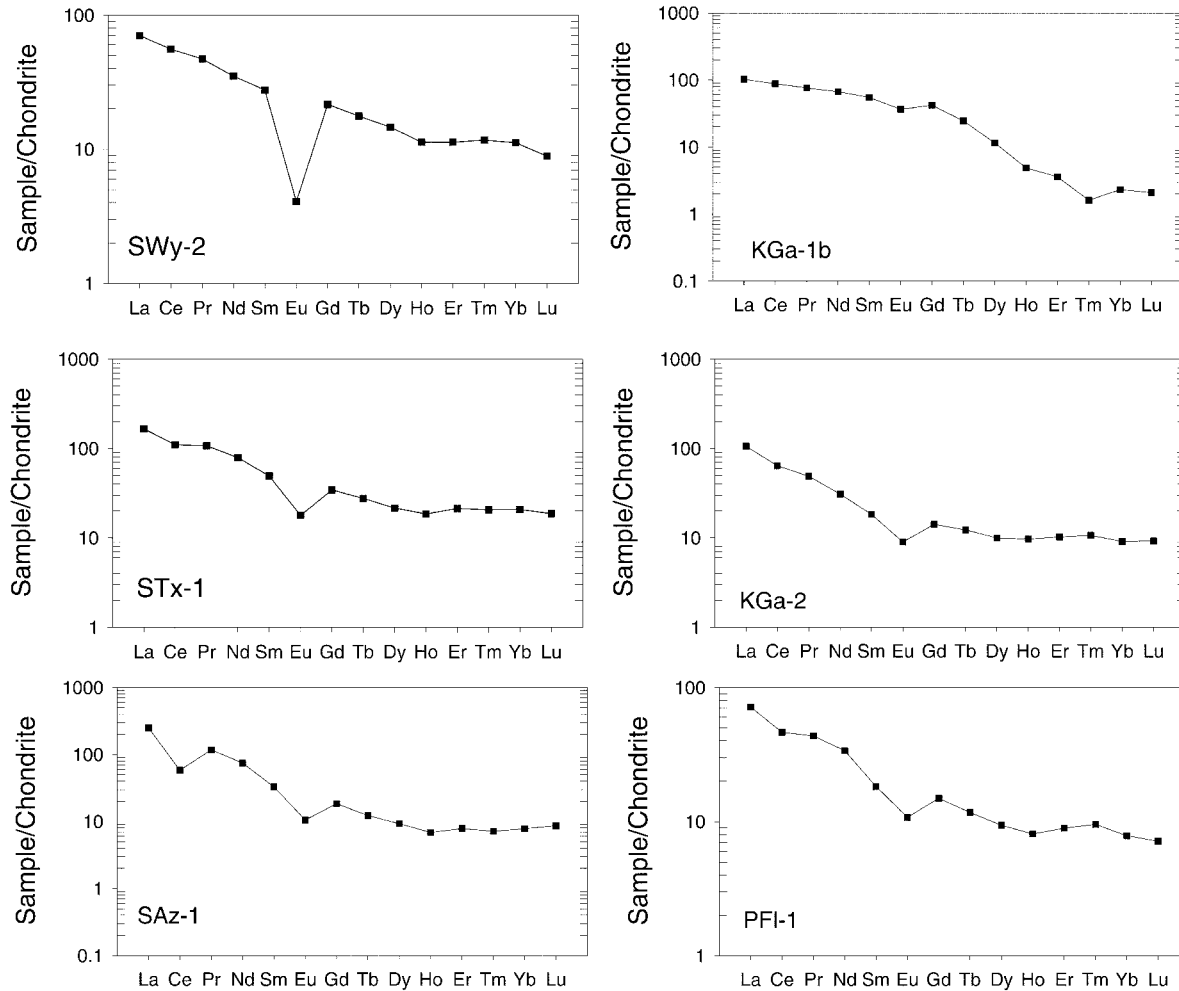 100
10
1
Sample/Chondrite
SWy-2
La Ce Pr Nd Sm Eu Gd Tb Dy Ho Er Tm Yb Lu
1000
100
10
1
0.1
Sample/Chondrite
KGa-1b
La Ce Pr Nd Sm Eu Gd Tb Dy Ho Er Tm Yb Lu
1000
100
10
1
Sample/Chondrite
STx-1
La Ce Pr Nd Sm Eu Gd Tb Dy Ho Er Tm Yb Lu
1000
100
10
1
Sample/Chondrite
KGa-2
La Ce Pr Nd Sm Eu Gd Tb Dy Ho Er Tm Yb Lu
1000
100
10
1
0.1
Sample/Chondrite
SAz-1
La Ce Pr Nd Sm Eu Gd Tb Dy Ho Er Tm Yb Lu
100
10
1
Sample/Chondrite
PFl-1
La Ce Pr Nd Sm Eu Gd Tb Dy Ho Er Tm Yb Lu